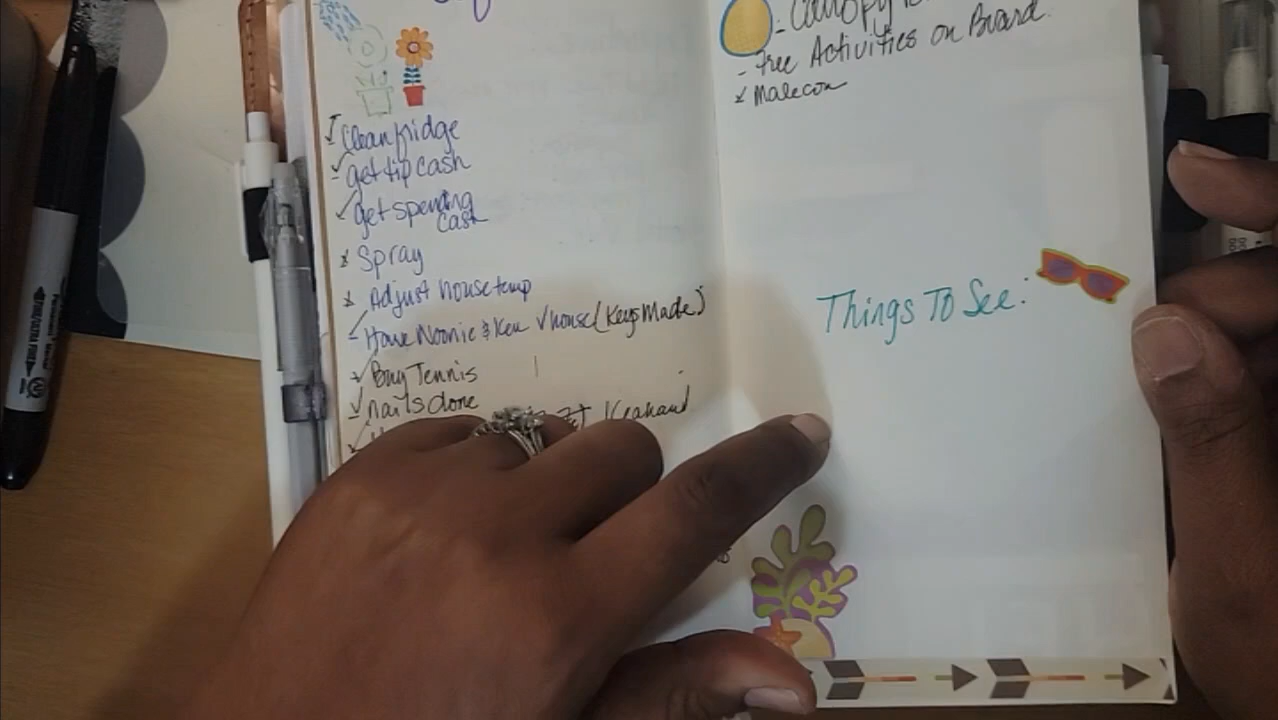 Clean fridge
get tip cash
get spending
cash
Spray
Adjust house temp
Have Noonie & Ken √ house (Keys Made)
Buy Tennis
nails done
- Canopy
- Free Activities on Board
Malecon
Things To See: